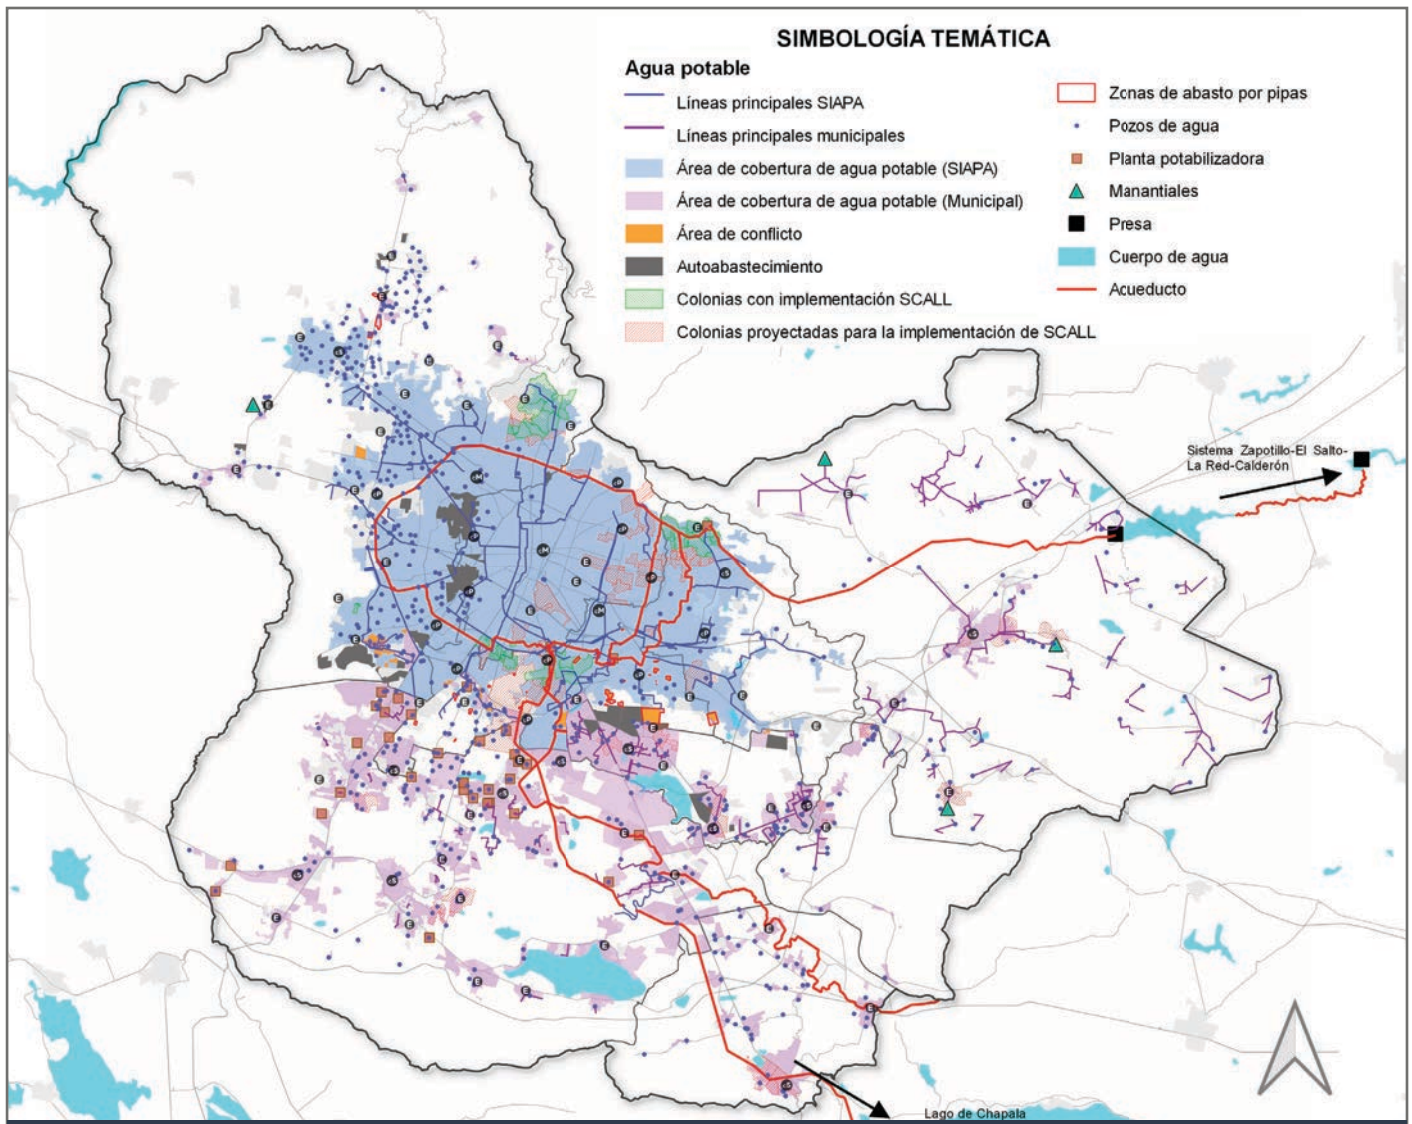 SIMBOLOGÍA TEMÁTICA
Agua potable
Líneas principales SIAPA
Líneas principales municipales
Área de cobertura de agua potable (SIAPA)
Área de cobertura de agua potable (Municipal)
Área de conflicto
Autoabastecimiento
Colonias con implementación SCALL
Colonias proyectadas para la implementación de SCALL
Zonas de abasto por pipas
Pozos de agua
Planta potabilizadora
Manantiales
Presa
Cuerpo de agua
Acueducto
Sistema Zapotillo-El Salto-
La Red-Calderón
Lago de Chapala